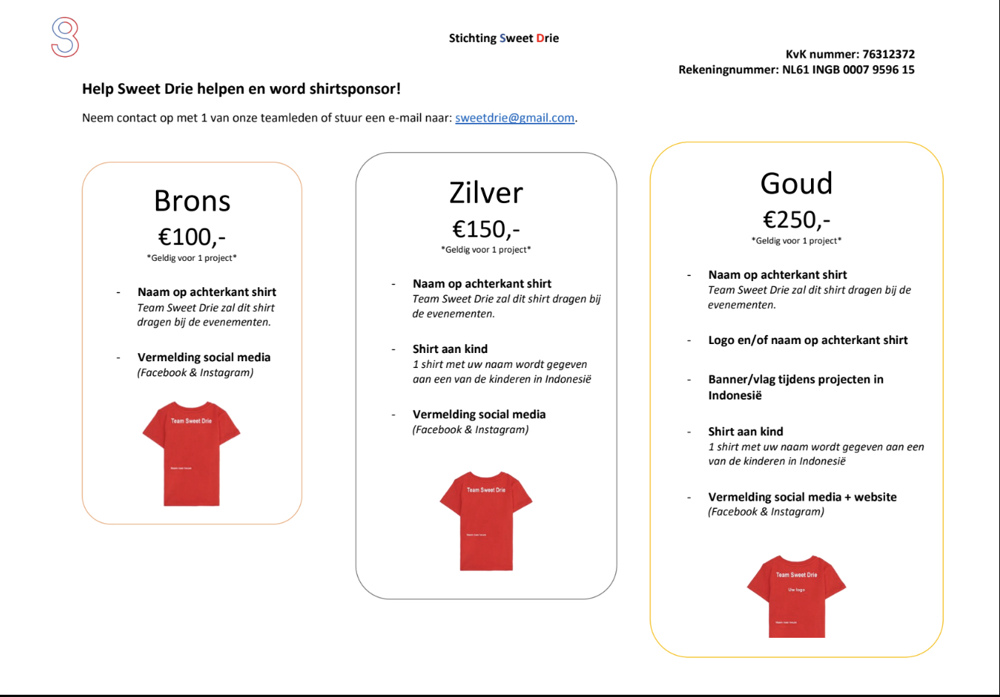 Stichting Sweet Drie
KvK nummer: 76312372
Rekeningnummer: NL61 INGB 0007 9596 15
Help Sweet Drie helpen en word shirtsponsor!
Neem contact op met 1 van onze teamleden of stuur een e-mail naar: sweetdrie@gmail.com.
Brons
€100,-
*Geldig voor 1 project*
- Naam op achterkant shirt
Team Sweet Drie zal dit shirt
dragen bij de evenementen.
- Vermelding social media
(Facebook & Instagram)
Team Sweet Drie
Zilver
€150,-
*Geldig voor 1 project*
- Naam op achterkant shirt
Team Sweet Drie zal dit shirt dragen bij
de evenementen.
- Shirt aan kind
1 shirt met uw naam wordt gegeven
aan een van de kinderen in Indonesië
- Vermelding social media
(Facebook & Instagram)
Team Sweet Drie
Goud
€250,-
*Geldig voor 1 project*
- Naam op achterkant shirt
Team Sweet Drie zal dit shirt dragen bij de
evenementen.
- Logo en/of naam op achterkant shirt
- Banner/vlag tijdens projecten in
Indonesië
- Shirt aan kind
1 shirt met uw naam wordt gegeven aan een
van de kinderen in Indonesië
- Vermelding social media + website
(Facebook & Instagram)
Team Sweet Drie
Uw logo